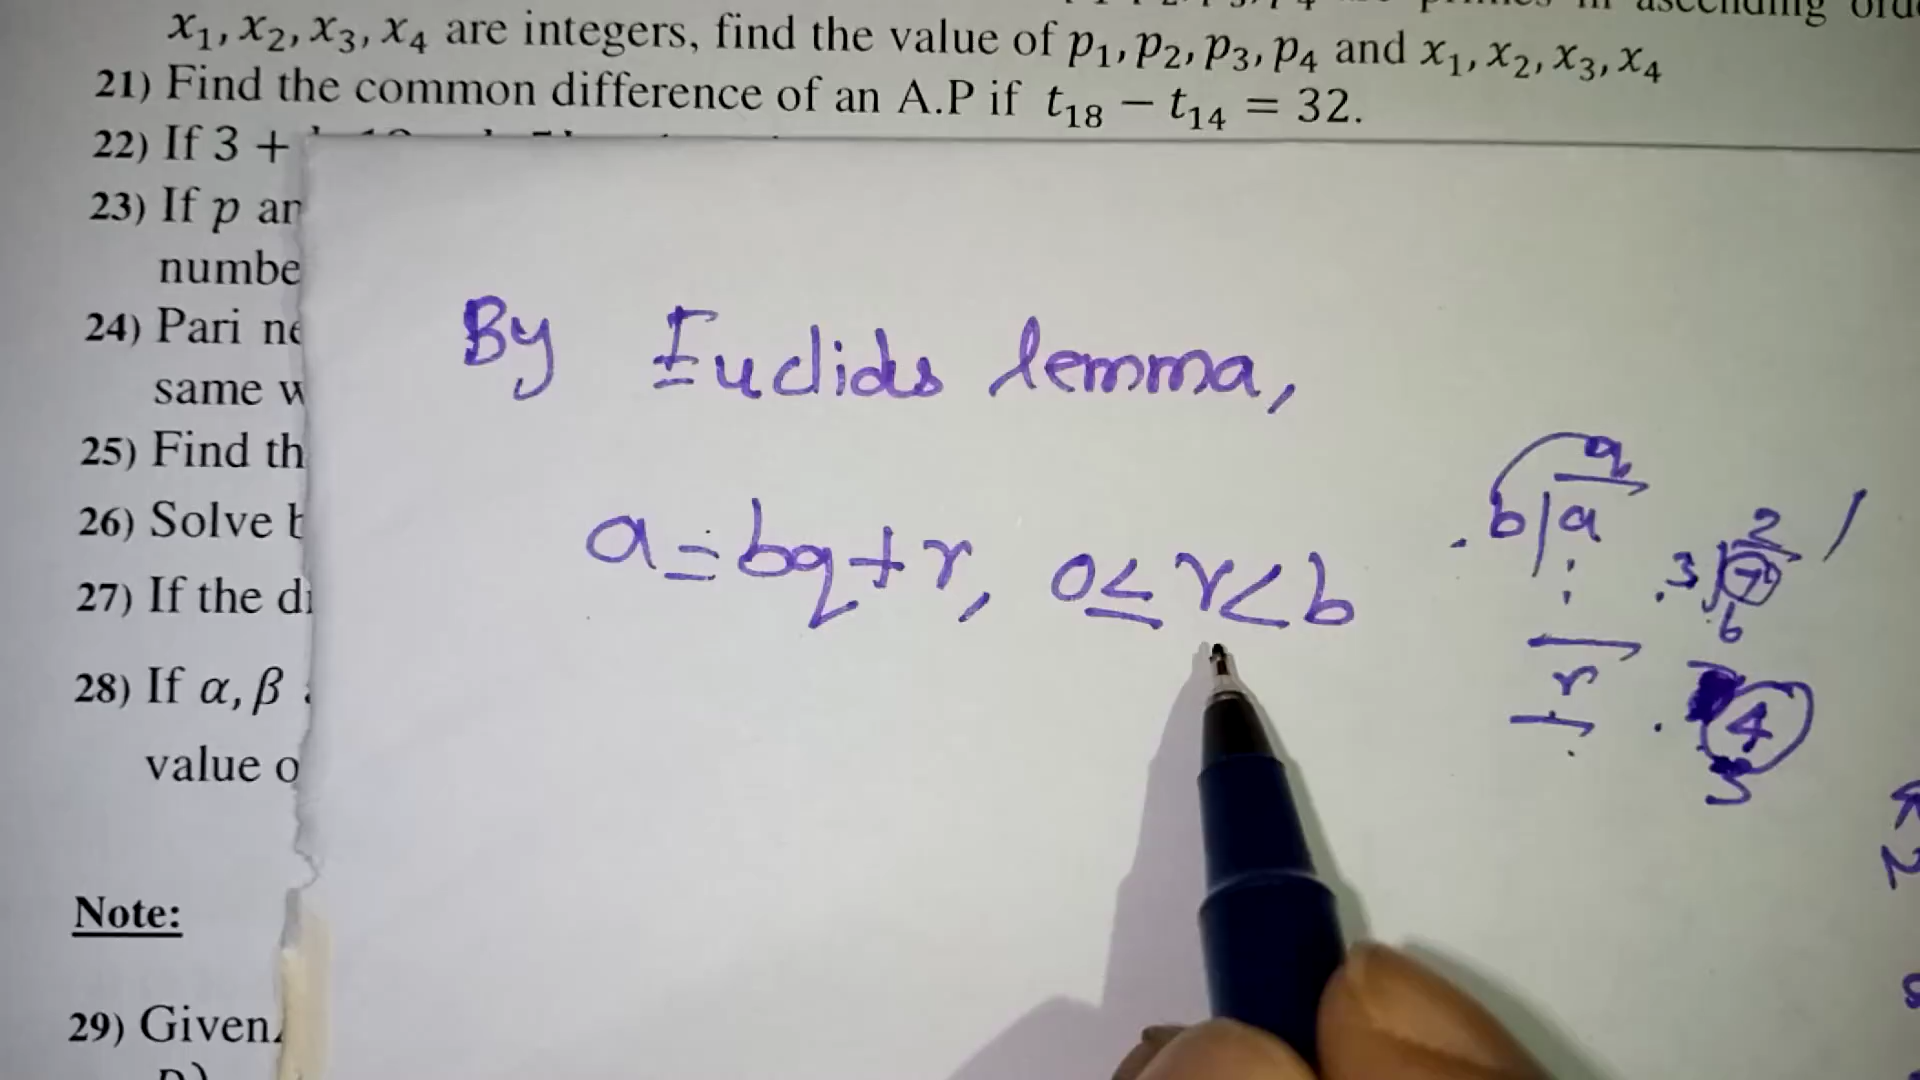 x₁, x₂, x₃, x₄ are integers, find the value of p₁, p₂, p₃, p₄ and x₁, x₂, x₃, x₄
21) Find the common difference of an A.P if t₁₈ − t₁₄ = 32.
22) If 3 +
23) If p
numbe
24) Pari
same
25) Find th
26) Solve
27) If the
28) If α, β
value
Note:
29) Given
By Euclids lemma,
a = bq + r, 0 ≤ r < b
q
b a
r
2
3 7
6
4
3